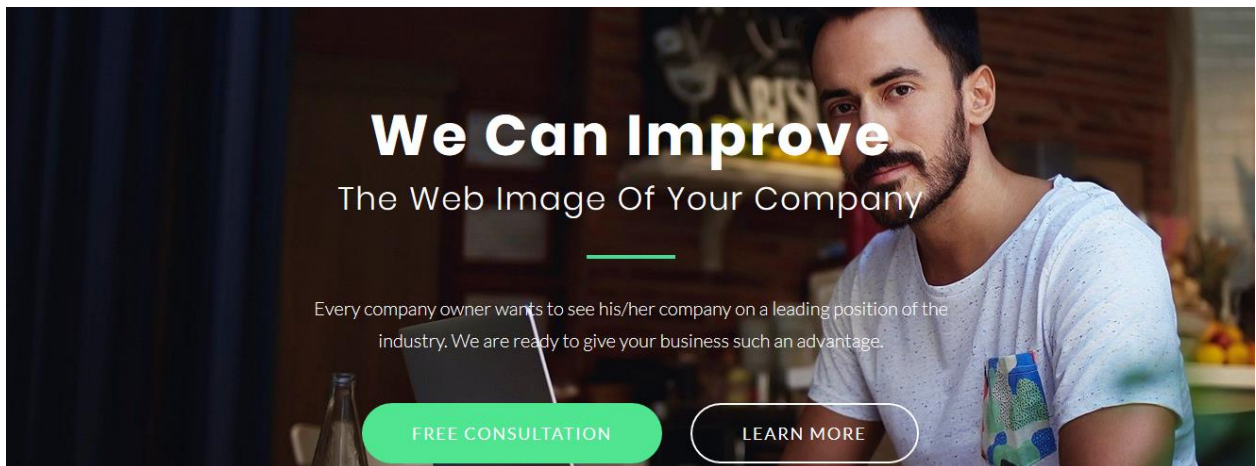 We Can Improve
The Web Image Of Your Company
Every company owner wants to see his/her company on a leading position of the
industry. We are ready to give your business such an advantage.
FREE CONSULTATION
LEARN MORE